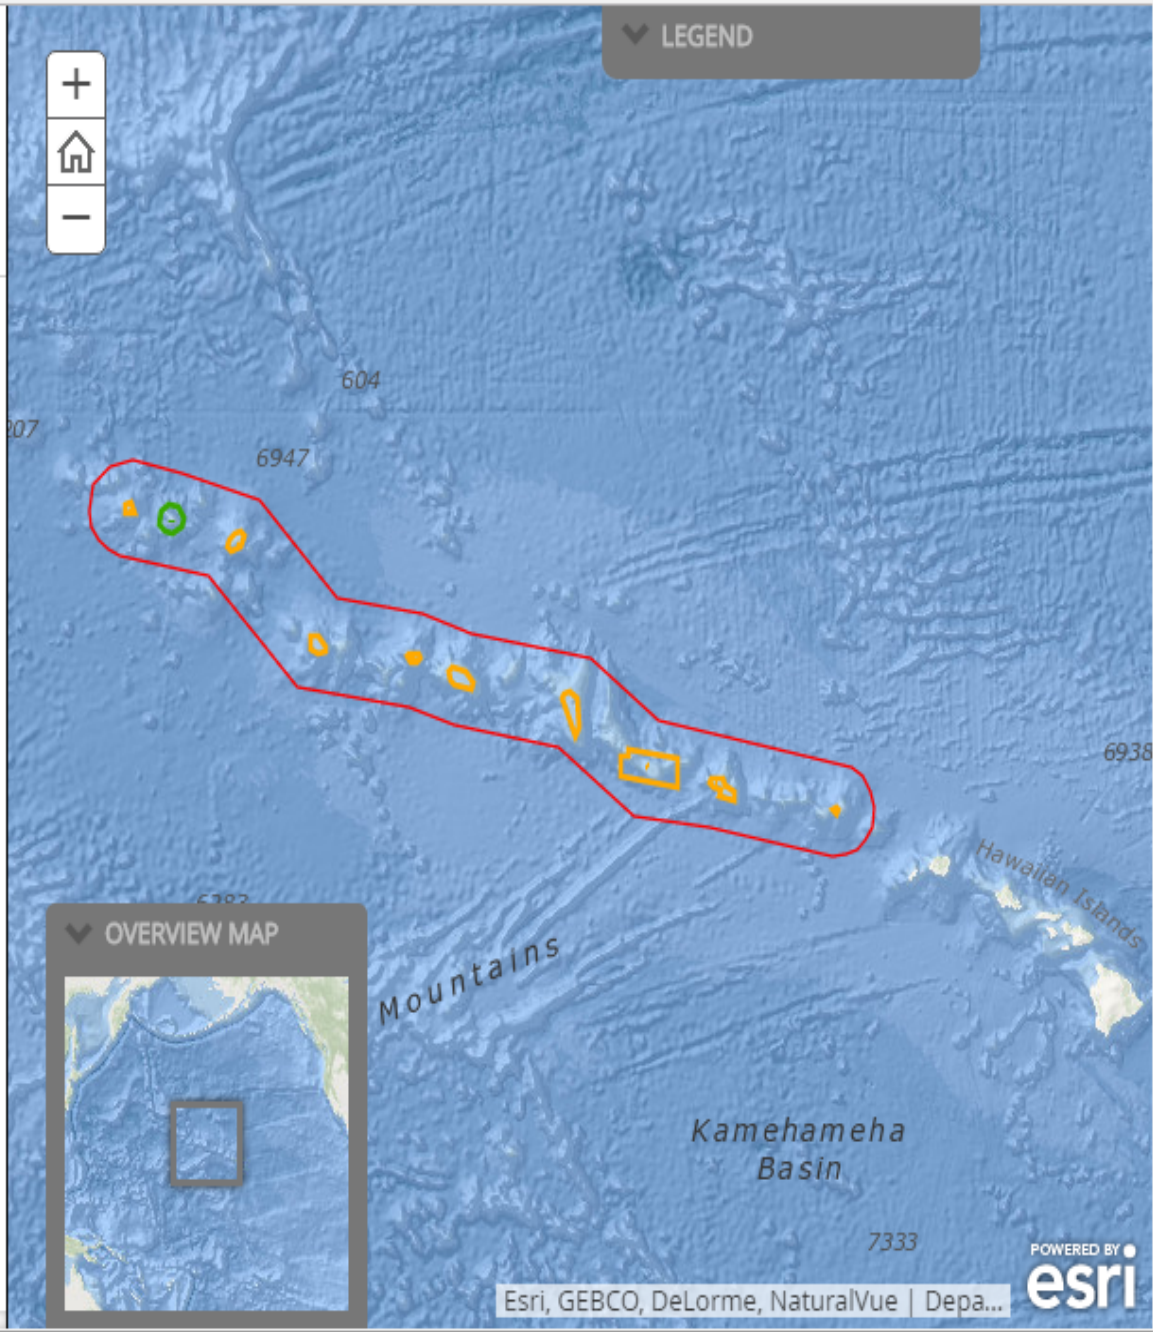 LEGEND
604
207
6947
6938
Hawaiian Islands
6283
OVERVIEW MAP
Mountains
Kamehameha
Basin
7333
POWERED BY
esri
Esri, GEBCO, DeLorme, NaturalVue | Depa...